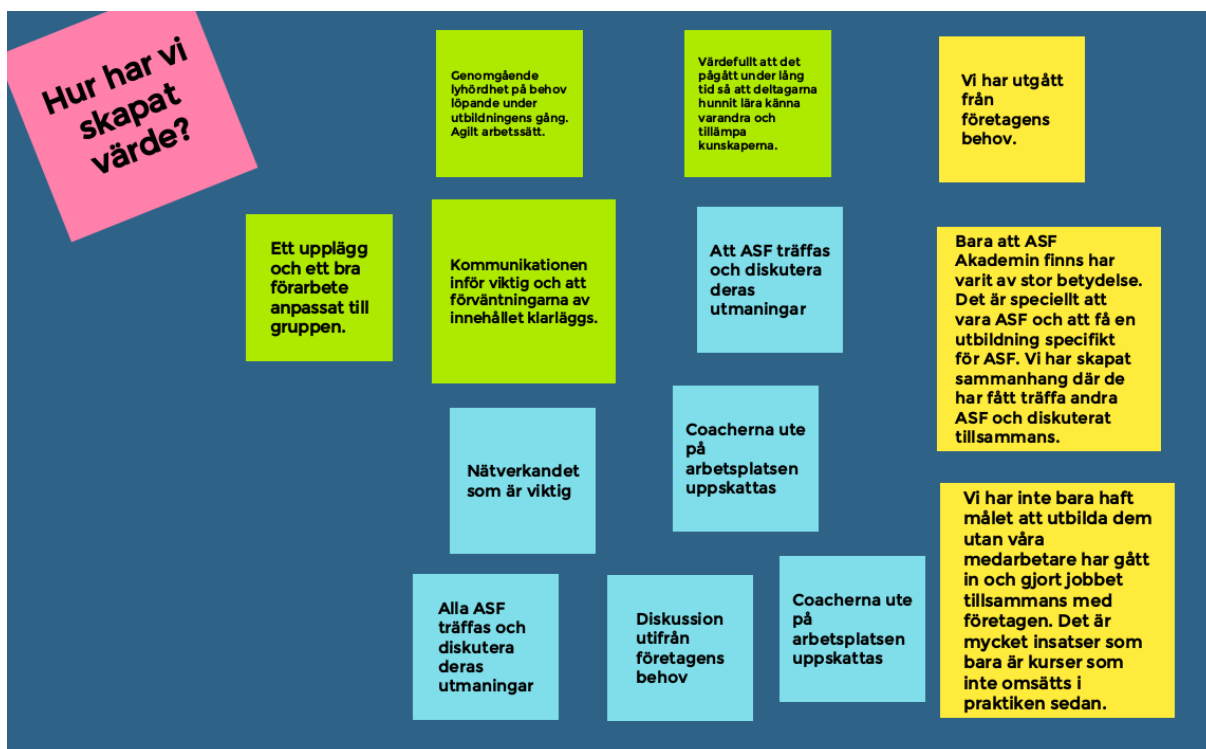 Hur har vi
skapat
värde?
Genomgående
lyhördhet på behov
löpande under
utbildningens gång.
Agilt arbetssätt.
Värdefullt att det
pågått under lång
tid så att deltagarna
hunnit lära känna
varandra och
tillämpa
kunskaperna.
Vi har utgått
från
företagens
behov.
Ett upplägg
och ett bra
förarbete
anpassat till
gruppen.
Kommunikationen
inför viktig och att
förväntningarna av
innehållet klarläggs.
Att ASF träffas
och diskutera
deras
utmaningar
Bara att ASF
Akademin finns har
varit av stor betydelse.
Det är speciellt att
vara ASF och att få en
utbildning specifikt
för ASF. Vi har skapat
sammanhang där de
har fått träffa andra
ASF och diskuterat
tillsammans.
Nätverkandet
som är viktig
Coacherna ute
på
arbetsplatsen
uppskattas
Alla ASF
träffas och
diskutera
deras
utmaningar
Diskussion
utifrån
företagens
behov
Coacherna ute
på
arbetsplatsen
uppskattas
Vi har inte bara haft
målet att utbilda dem
utan våra
medarbetare har gått
in och gjort jobbet
tillsammans med
företagen. Det är
mycket insatser som
bara är kurser som
inte omsätts i
praktiken sedan.